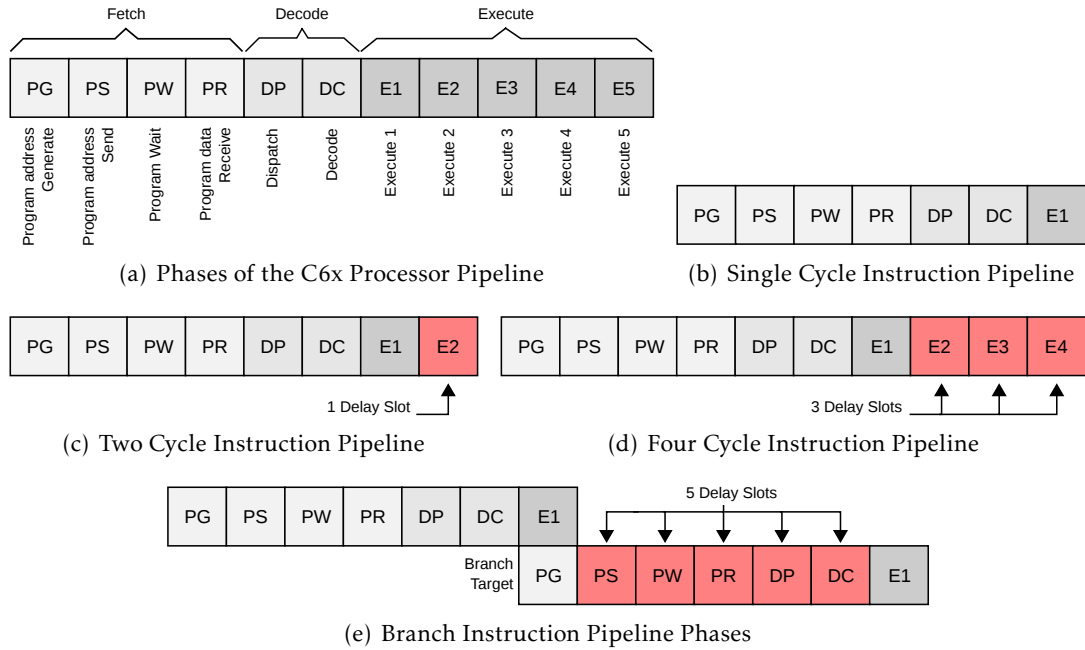 Fetch Decode Execute
PG PS PW PR DP DC E1 E2 E3 E4 E5
Program address
Generate
Program address
Send
Program Wait
Program data
Receive
Dispatch
Decode
Execute 1
Execute 2
Execute 3
Execute 4
Execute 5
(a) Phases of the C6x Processor Pipeline
PG PS PW PR DP DC E1
(b) Single Cycle Instruction Pipeline
PG PS PW PR DP DC E1 E2
1 Delay Slot
(c) Two Cycle Instruction Pipeline
PG PS PW PR DP DC E1 E2 E3 E4
3 Delay Slots
(d) Four Cycle Instruction Pipeline
5 Delay Slots
PG PS PW PR DP DC E1
Branch
Target
PG PS PW PR DP DC E1
(e) Branch Instruction Pipeline Phases